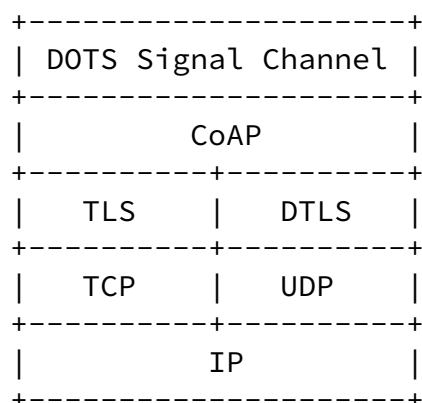 +---------------------+
| DOTS Signal Channel |
+---------------------+
|         CoAP        |
+----------+----------+
|   TLS    |   DTLS   |
+----------+----------+
|   TCP    |   UDP    |
+----------+----------+
|          IP         |
+---------------------+